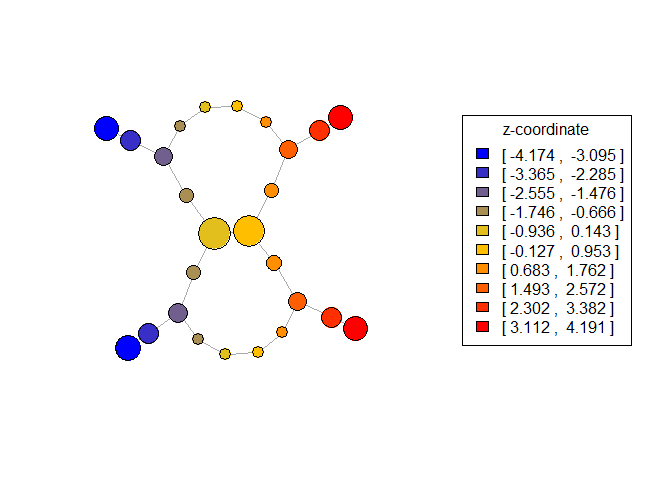 z-coordinate
[ -4.174 , -3.095 ]
[ -3.365 , -2.285 ]
[ -2.555 , -1.476 ]
[ -1.746 , -0.666 ]
[ -0.936 , 0.143 ]
[ -0.127 , 0.953 ]
[ 0.683 , 1.762 ]
[ 1.493 , 2.572 ]
[ 2.302 , 3.382 ]
[ 3.112 , 4.191 ]